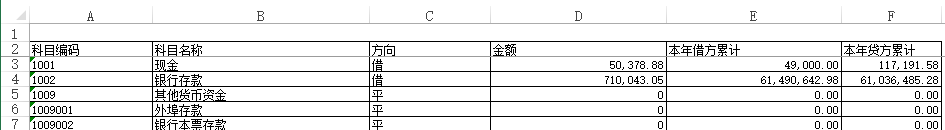 A B C D E F
1
2 科目编码 科目名称 方向 金额 本年借方累计 本年贷方累计
3 1001 现金 借 50,378.88 49,000.00 117,191.58
4 1002 银行存款 借 710,043.05 61,490,642.98 61,036,485.28
5 1009 其他货币资金 平 0 0.00 0.00
6 1009001 外埠存款 平 0 0.00 0.00
7 1009002 银行本票存款 平 0 0.00 0.00